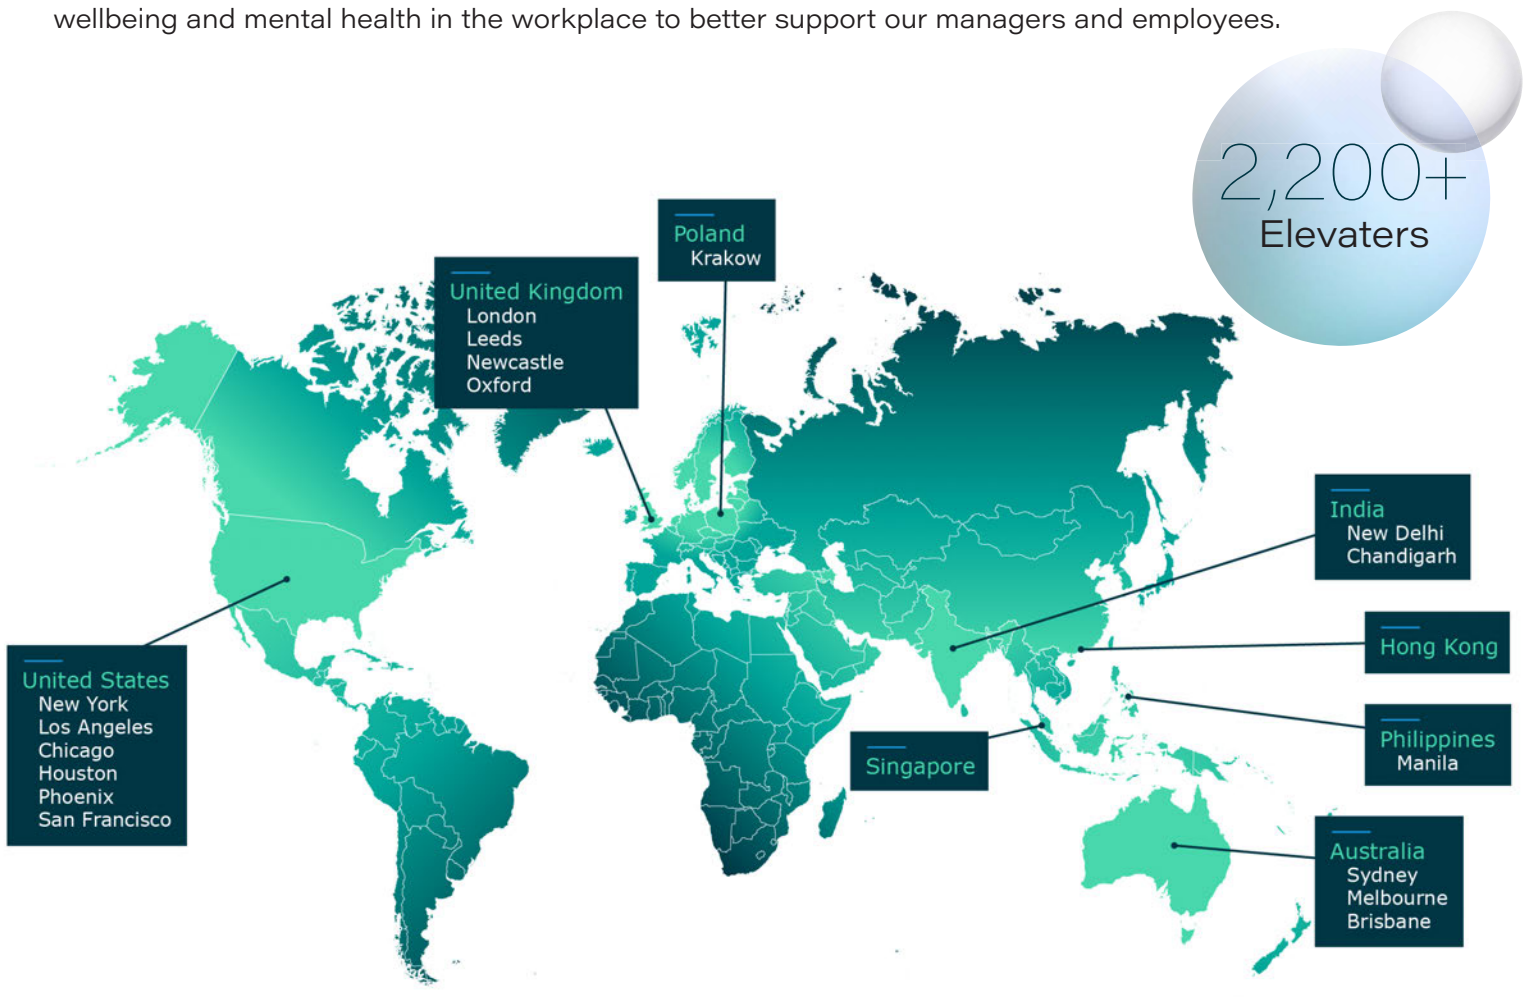 wellbeing and mental health in the workplace to better support our managers and employees.
2,200+
Elevaters
Poland
Krakow
United Kingdom
London
Leeds
Newcastle
Oxford
India
New Delhi
Chandigarh
Hong Kong
United States
New York
Los Angeles
Chicago
Houston
Phoenix
San Francisco
Singapore
Philippines
Manila
Australia
Sydney
Melbourne
Brisbane